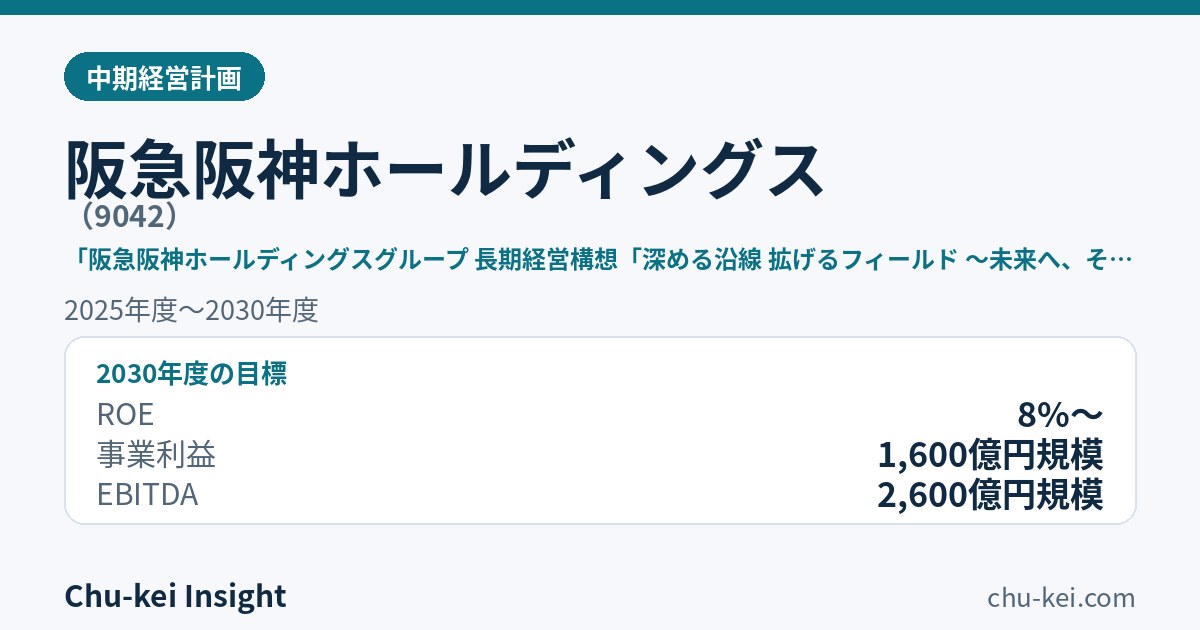 中期経営計画
阪急阪神ホールディングス
（9042）
「阪急阪神ホールディングスグループ 長期経営構想「深める沿線 拡げるフィールド ～未来へ、そ…
2025年度～2030年度
2030年度の目標
ROE 8%～
事業利益 1,600億円規模
EBITDA 2,600億円規模
Chu-kei Insight chu-kei.com